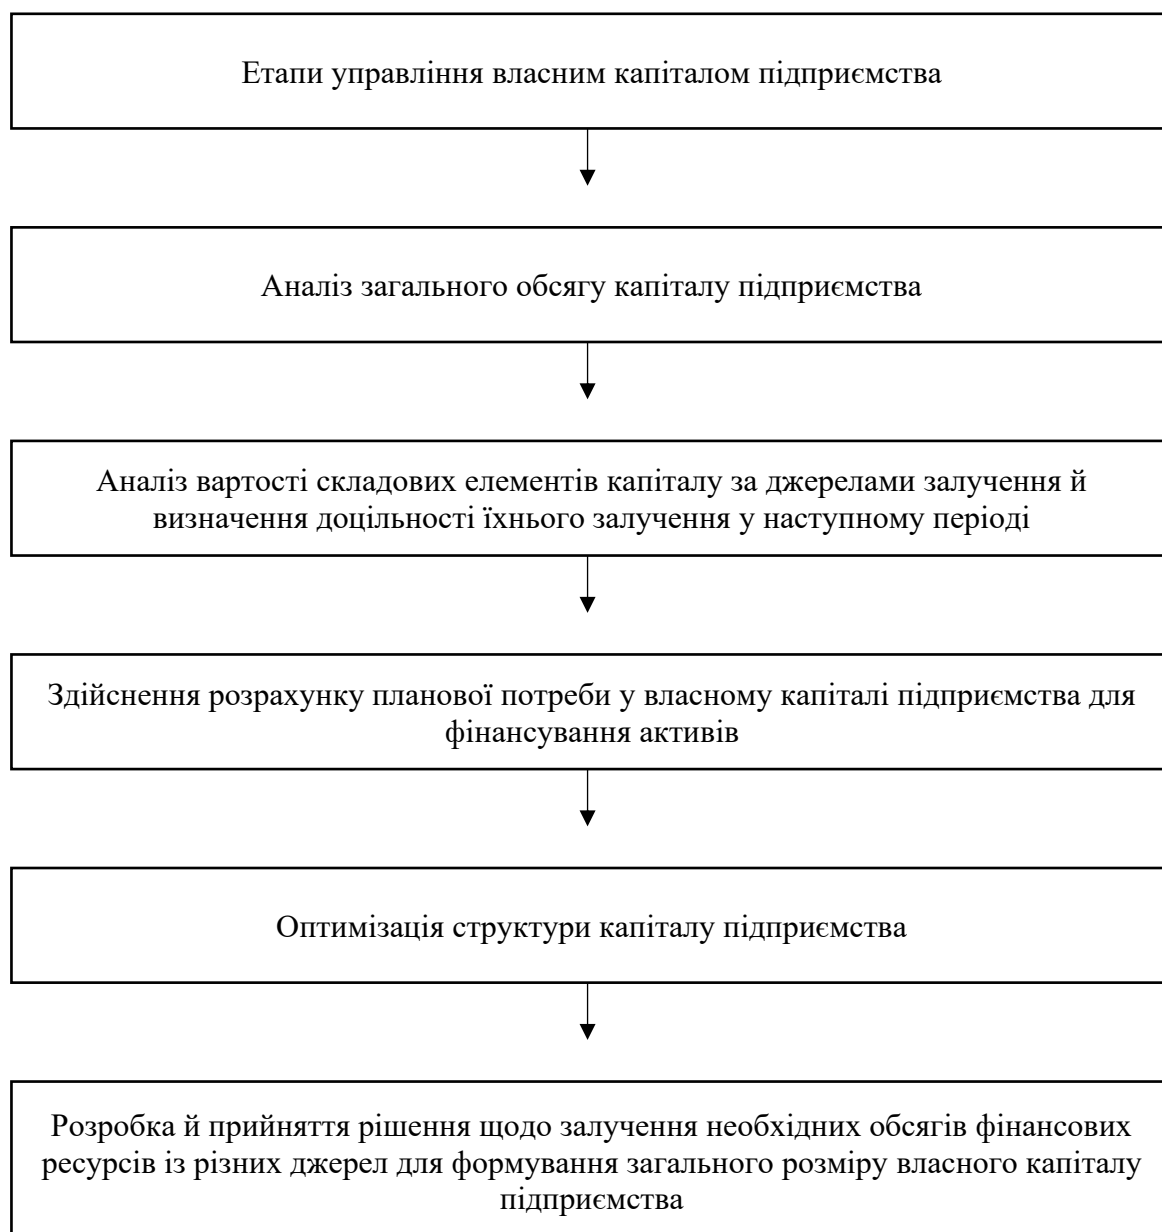 Етапи управління власним капіталом підприємства
Аналіз загального обсягу капіталу підприємства
Аналіз вартості складових елементів капіталу за джерелами залучення й
визначення доцільності їхнього залучення у наступному періоді
Здійснення розрахунку планової потреби у власному капіталі підприємства для
фінансування активів
Оптимізація структури капіталу підприємства
Розробка й прийняття рішення щодо залучення необхідних обсягів фінансових
ресурсів із різних джерел для формування загального розміру власного капіталу
підприємства